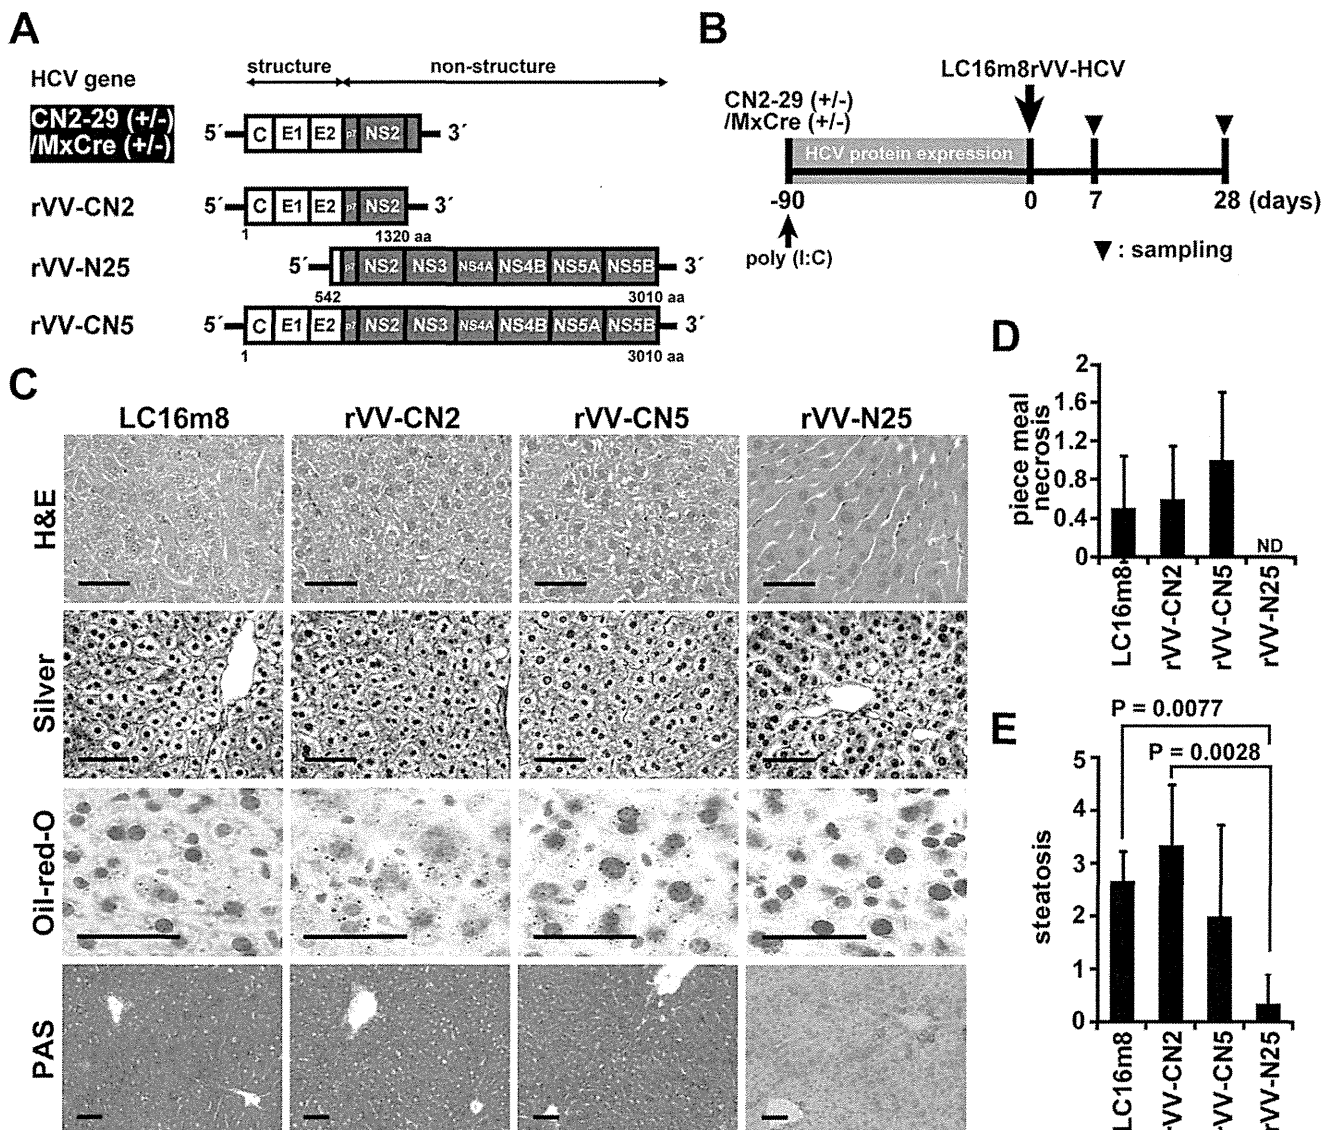 A
HCV gene
structure
non-structure
CN2-29 (+/-)
/MxCre (+/-)
5´ C E1 E2 p7 NS2 3´
rVV-CN2
5´ C E1 E2 p7 NS2 3´
1 1320 aa
rVV-N25
5´ p7 NS2 NS3 NS4A NS4B NS5A NS5B 3´
542 3010 aa
rVV-CN5
5´ C E1 E2 p7 NS2 NS3 NS4A NS4B NS5A NS5B 3´
1 3010 aa
B
LC16m8rVV-HCV
CN2-29 (+/-)
/MxCre (+/-)
HCV protein expression
-90 0 7 28 (days)
poly (I:C)
▼ : sampling
C
LC16m8 rVV-CN2 rVV-CN5 rVV-N25
H&E
Silver
Oil-red-O
PAS
D
piece meal
necrosis
2
1.6
1.2
0.8
0.4
0
ND
LC16m8
rVV-CN2
rVV-CN5
rVV-N25
E
P = 0.0077
P = 0.0028
steatosis
5
4
3
2
1
0
LC16m8
rVV-CN2
rVV-CN5
rVV-N25